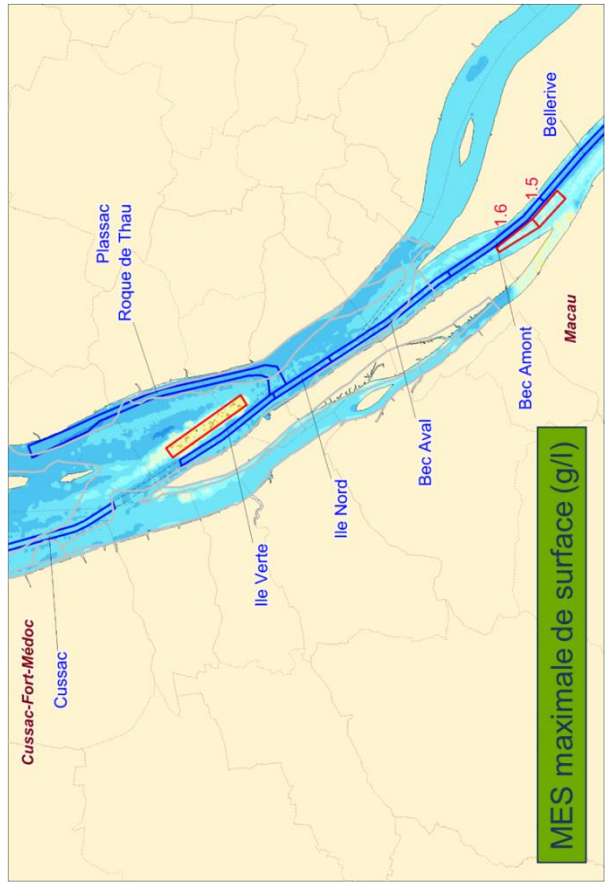 Cussac-Fort-Médoc
Cussac
Plassac
Roque de Thau
Ile Verte
Ile Nord
Bec Aval
Bec Amont
Bellerive
1.6
1.5
Macau
MES maximale de surface (g/l)